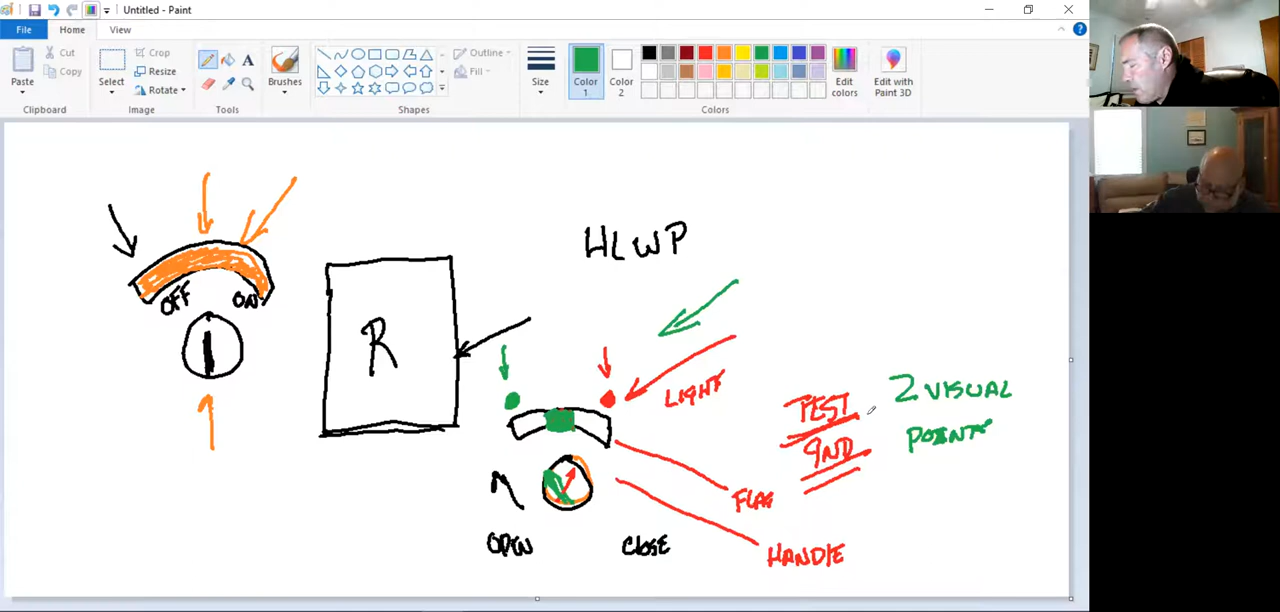 Untitled - Paint
File
Home
View
Paste
Cut
Copy
Clipboard
Select
Crop
Resize
Rotate
Image
A
Tools
Brushes
Shapes
Outline
Fill
Size
Color 1
Color 2
Colors
Edit colors
Edit with Paint 3D
OFF
ON
R
HLWP
LIGHT
TEST
GND
2 VISUAL
POINTS
FLAG
OPEN
CLOSE
HANDLE